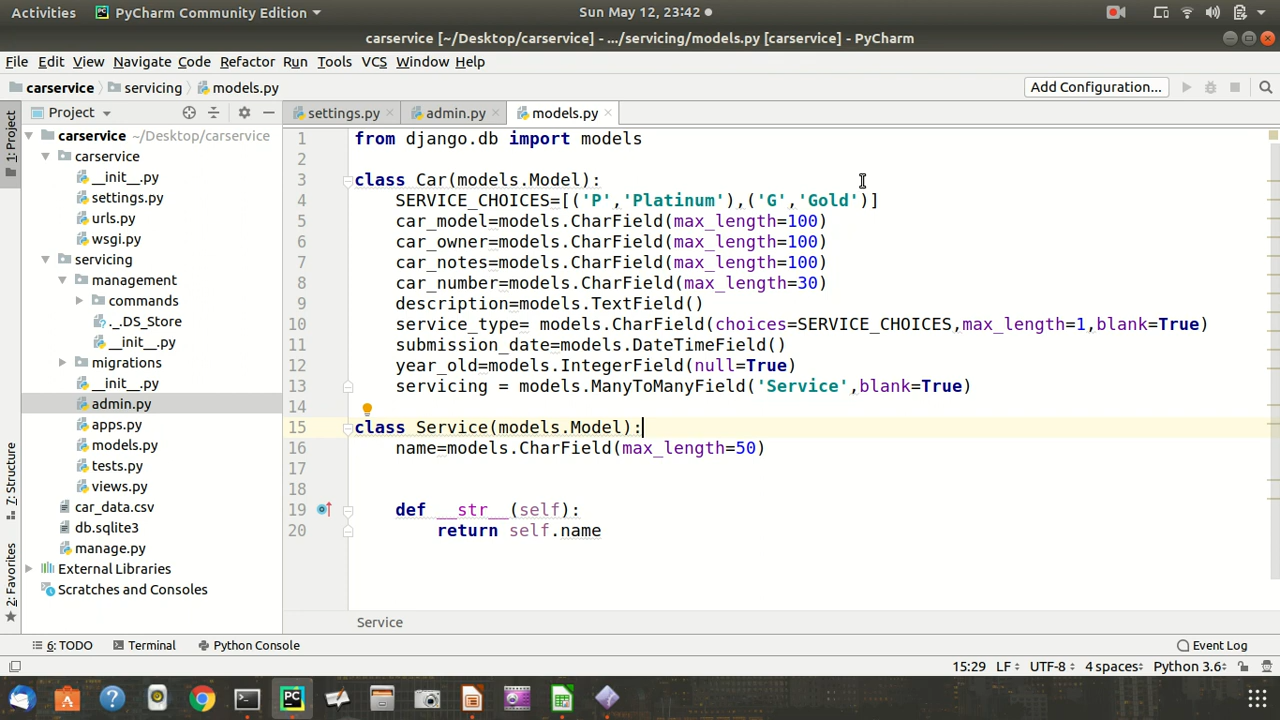 Activities PyCharm Community Edition Sun May 12, 23:42
carservice [~/Desktop/carservice] - .../servicing/models.py [carservice] - PyCharm
File Edit View Navigate Code Refactor Run Tools VCS Window Help
carservice servicing models.py Add Configuration...
Project settings.py admin.py models.py
1: Project
7: Structure
2: Favorites
carservice ~/Desktop/carservice
carservice
__init__.py
settings.py
urls.py
wsgi.py
servicing
management
commands
._.DS_Store
__init__.py
migrations
__init__.py
admin.py
apps.py
models.py
tests.py
views.py
car_data.csv
db.sqlite3
manage.py
External Libraries
Scratches and Consoles
1 from django.db import models
2
3 class Car(models.Model):
4 SERVICE_CHOICES=[('P','Platinum'),('G','Gold')]
5 car_model=models.CharField(max_length=100)
6 car_owner=models.CharField(max_length=100)
7 car_notes=models.CharField(max_length=100)
8 car_number=models.CharField(max_length=30)
9 description=models.TextField()
10 service_type= models.CharField(choices=SERVICE_CHOICES,max_length=1,blank=True)
11 submission_date=models.DateTimeField()
12 year_old=models.IntegerField(null=True)
13 servicing = models.ManyToManyField('Service',blank=True)
14
15 class Service(models.Model):
16 name=models.CharField(max_length=50)
17
18
19 def __str__(self):
20 return self.name
Service
6: TODO Terminal Python Console Event Log
15:29 LF UTF-8 4 spaces Python 3.6
PC